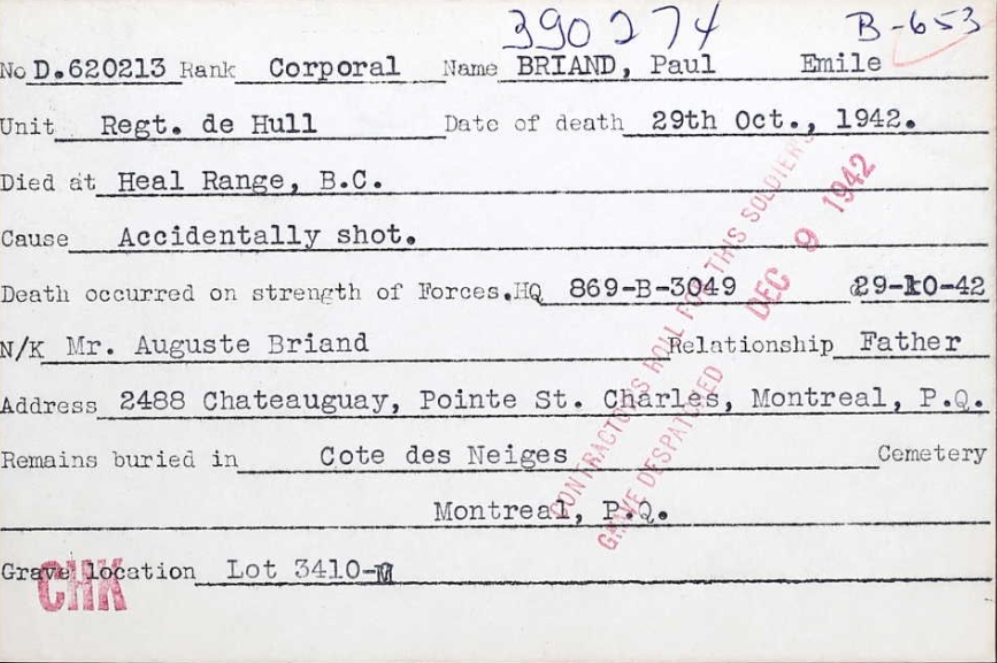 390274 B-653
No D.620213 Rank Corporal Name BRIAND, Paul Emile
Unit Regt. de Hull Date of death 29th Oct., 1942.
Died at Heal Range, B.C.
Cause Accidentally shot.
Death occurred on strength of Forces.HQ 869-B-3049 29-10-42
N/K Mr. Auguste Briand Relationship Father
Address 2488 Chateauguay, Pointe St. Charles, Montreal, P.Q.
Remains buried in Cote des Neiges Cemetery
Montreal, P.Q.
Grave location Lot 3410-M
CHK
CONTRACTOR'S ROLL FOR THIS SOLDIER'S
GRAVE DESPATCHED DEC 9 1942